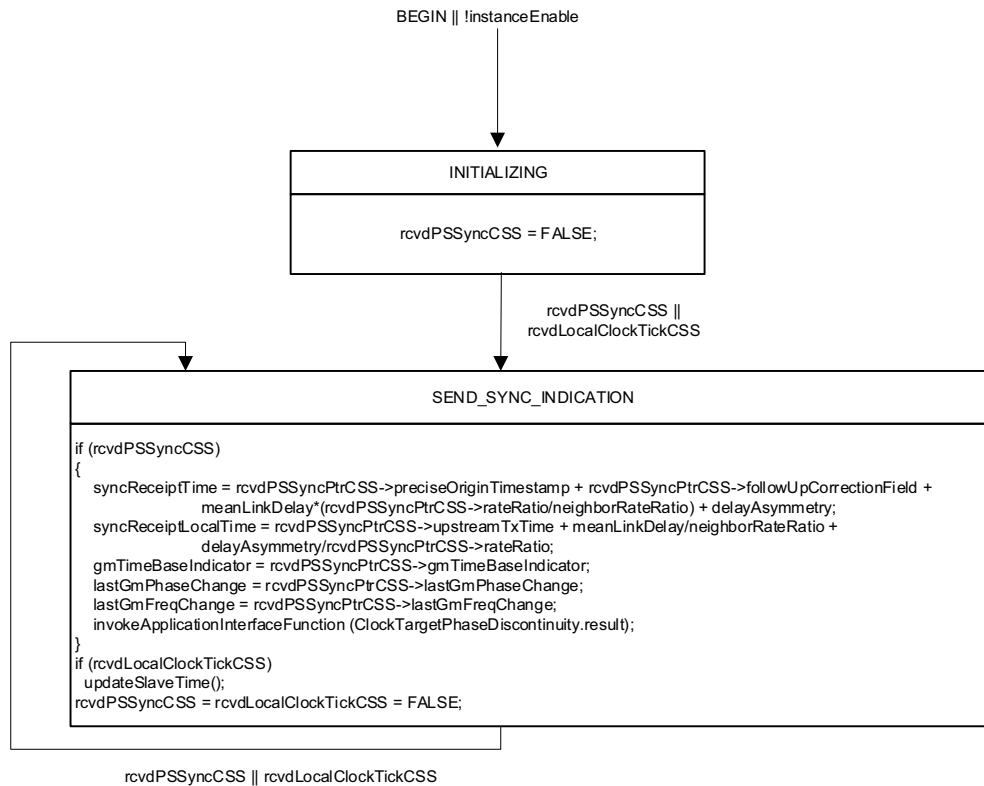 BEGIN || !instanceEnable
INITIALIZING
rcvdPSSyncCSS = FALSE;
rcvdPSSyncCSS ||
rcvdLocalClockTickCSS
SEND_SYNC_INDICATION
if (rcvdPSSyncCSS)
{
syncReceiptTime = rcvdPSSyncPtrCSS->preciseOriginTimestamp + rcvdPSSyncPtrCSS->followUpCorrectionField +
meanLinkDelay*(rcvdPSSyncPtrCSS->rateRatio/neighborRateRatio) + delayAsymmetry;
syncReceiptLocalTime = rcvdPSSyncPtrCSS->upstreamTxTime + meanLinkDelay/neighborRateRatio +
delayAsymmetry/rcvdPSSyncPtrCSS->rateRatio;
gmTimeBaseIndicator = rcvdPSSyncPtrCSS->gmTimeBaseIndicator;
lastGmPhaseChange = rcvdPSSyncPtrCSS->lastGmPhaseChange;
lastGmFreqChange = rcvdPSSyncPtrCSS->lastGmFreqChange;
invokeApplicationInterfaceFunction (ClockTargetPhaseDiscontinuity.result);
}
if (rcvdLocalClockTickCSS)
updateSlaveTime();
rcvdPSSyncCSS = rcvdLocalClockTickCSS = FALSE;
rcvdPSSyncCSS || rcvdLocalClockTickCSS